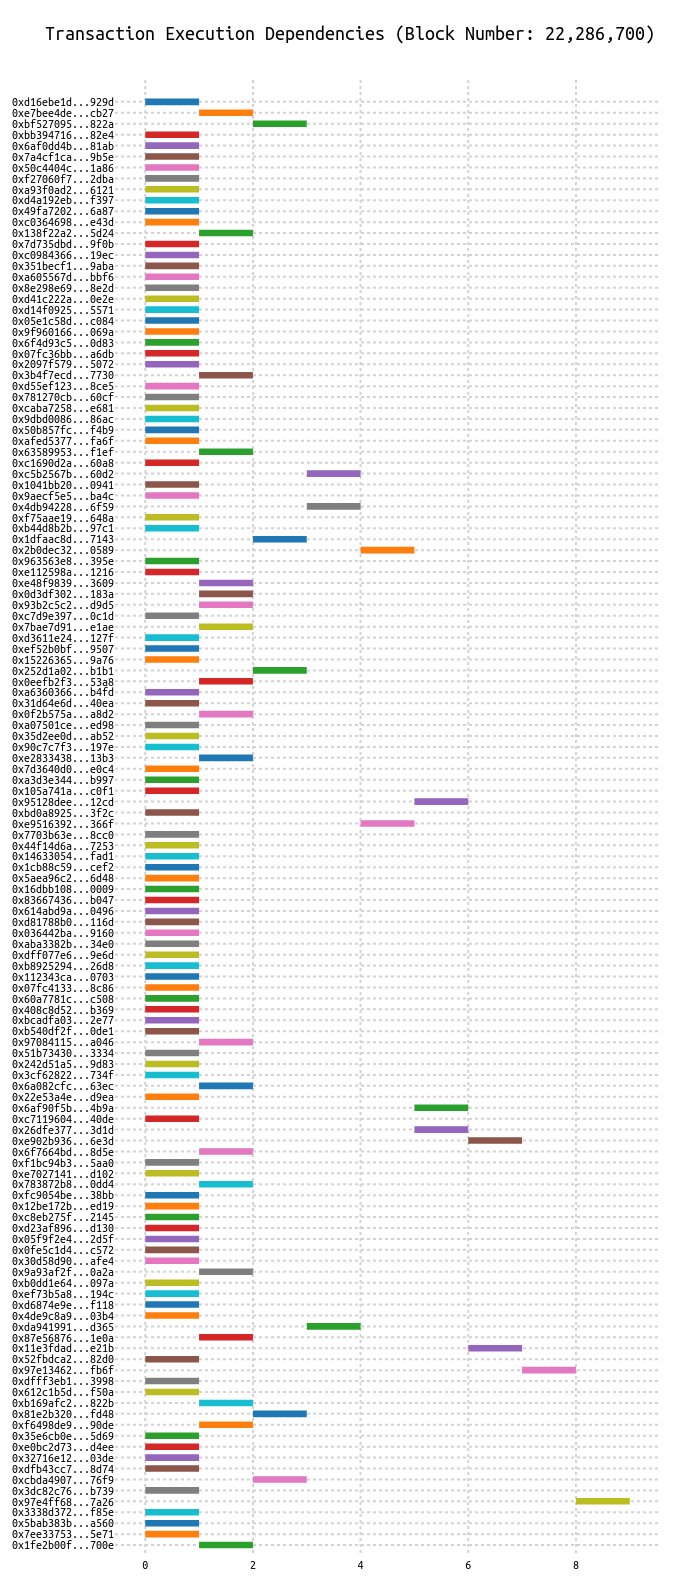 Transaction Execution Dependencies (Block Number: 22,286,700)
0xd16ebe1d...929d
0xe7bee4de...cb27
0xbf527095...822a
0xbb394716...82e4
0x6af0dd4b...81ab
0x7a4cf1ca...9b5e
0x50c4404c...1a86
0xf27060f7...2dba
0xa93f0ad2...6121
0xd4a192eb...f397
0x49fa7202...6a87
0xc0364698...e43d
0x138f22a2...5d24
0x7d735dbd...9f0b
0xc0984366...19ec
0x351becf1...9aba
0xa605567d...bbf6
0x8e298e69...8e2d
0xd41c222a...0e2e
0xd14f0925...5571
0x05e1c58d...c084
0x9f960166...069a
0x6f4d93c5...0d83
0x07fc36bb...a6db
0x2097f579...5072
0x3b4f7ecd...7730
0xd55ef123...8ce5
0x781270cb...60cf
0xcaba7258...e681
0x9dbd0086...86ac
0x50b857fc...f4b9
0xafed5377...fa6f
0x63589953...f1ef
0xc1690d2a...60a8
0xc5b2567b...60d2
0x1041bb20...0941
0x9aecf5e5...ba4c
0x4db94228...6f59
0xf75aae19...648a
0xb44d8b2b...97c1
0x1dfaac8d...7143
0x2b0dec32...0589
0x963563e8...395e
0xe112598a...1216
0xe48f9839...3609
0x0d3df302...183a
0x93b2c5c2...d9d5
0xc7d9e397...0c1d
0x7bae7d91...e1ae
0xd3611e24...127f
0xef52b0bf...9507
0x15226365...9a76
0x252d1a02...b1b1
0x0eefb2f3...53a8
0xa6360366...b4fd
0x31d64e6d...40ea
0x0f2b575a...a8d2
0xa07501ce...ed98
0x35d2ee0d...ab52
0x90c7c7f3...197e
0xe2833438...13b3
0x7d3640d0...e0c4
0xa3d3e344...b997
0x105a741a...c0f1
0x95128dee...12cd
0xbd0a8925...3f2c
0xe9516392...366f
0x7703b63e...8cc0
0x44f14d6a...7253
0x14633054...fad1
0x1cb88c59...cef2
0x5aea96c2...6d48
0x16dbb108...0009
0x83667436...b047
0x614abd9a...0496
0xd81788b0...116d
0x036442ba...9160
0xaba3382b...34e0
0xdff077e6...9e6d
0xb8925294...26d8
0x112343ca...0703
0x07fc4133...8c86
0x60a7781c...c508
0x408c8d52...b369
0xbcadfa03...2e77
0xb540df2f...0de1
0x97084115...a046
0x51b73430...3334
0x242d51a5...9d83
0x3cf62822...734f
0x6a082cfc...63ec
0x22e53a4e...d9ea
0x6af90f5b...4b9a
0xc7119604...40de
0x26dfe377...3d1d
0xe902b936...6e3d
0x6f7664bd...8d5e
0xf1bc94b3...5aa0
0xe7027141...d102
0x783872b8...0dd4
0xfc9054be...38bb
0x12be172b...ed19
0xc8eb275f...2145
0xd23af896...d130
0x05f9f2e4...2d5f
0x0fe5c1d4...c572
0x30d58d90...afe4
0x9a93af2f...0a2a
0xb0dd1e64...097a
0xef73b5a8...194c
0xd6874e9e...f118
0x4de9c8a9...03b4
0xda941991...d365
0x87e56876...1e0a
0x11e3fdad...e21b
0x52fbdca2...82d0
0x97e13462...fb6f
0xdfff3eb1...3998
0x612c1b5d...f50a
0xb169afc2...822b
0x81e2b320...fd48
0xf6498de9...90de
0x35e6cb0e...5d69
0xe0bc2d73...d4ee
0x32716e12...03de
0xdfb43cc7...8d74
0xcbda4907...76f9
0x3dc82c76...b739
0x97e4ff68...7a26
0x3338d372...f85e
0x5bab383b...a560
0x7ee33753...5e71
0x1fe2b00f...700e
0 2 4 6 8